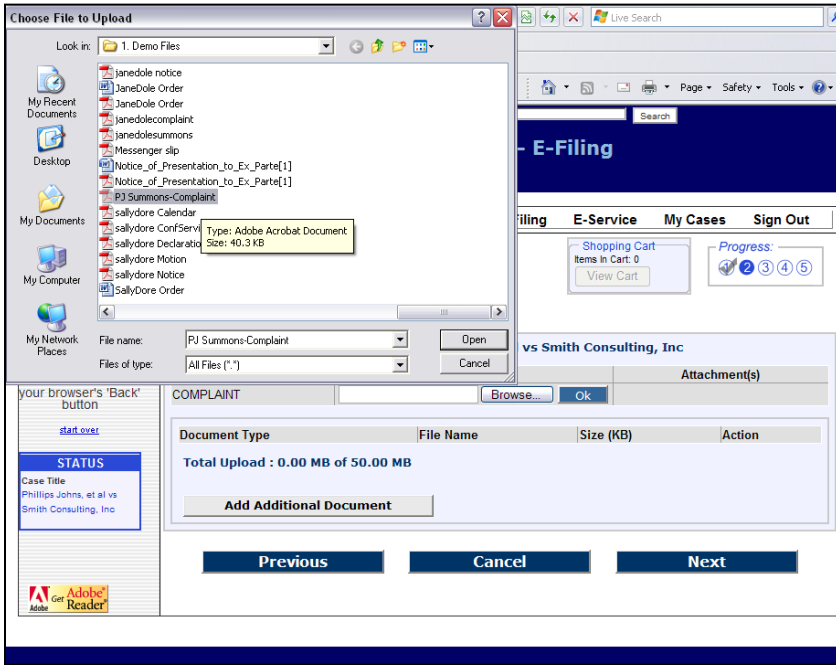 Choose File to Upload
Live Search
Look in:
1. Demo Files
My Recent Documents
Desktop
My Documents
My Computer
My Network Places
janedole notice
JaneDole Order
JaneDole Order
janedolecomplaint
janedolesummons
Messenger slip
Notice_of_Presentation_to_Ex_Parte[1]
Notice_of_Presentation_to_Ex_Parte[1]
PJ Summons-Complaint
sallydore Calendar
sallydore ConfServi
sallydore Declaratio
sallydore Motion
sallydore Notice
SallyDore Order
Type: Adobe Acrobat Document
Size: 40.3 KB
File name:
PJ Summons-Complaint
Open
Files of type:
All Files (".")
Cancel
Page
Safety
Tools
Search
- E-Filing
iling
E-Service
My Cases
Sign Out
Shopping Cart
Items In Cart: 0
View Cart
Progress:
1 2 3 4 5
vs Smith Consulting, Inc
Attachment(s)
your browser's 'Back'
button
start over
COMPLAINT
Browse...
Ok
Document Type
File Name
Size (KB)
Action
Total Upload : 0.00 MB of 50.00 MB
Add Additional Document
STATUS
Case Title
Phillips Johns, et al vs
Smith Consulting, Inc
Previous
Cancel
Next
Adobe
Get Adobe®
Reader®